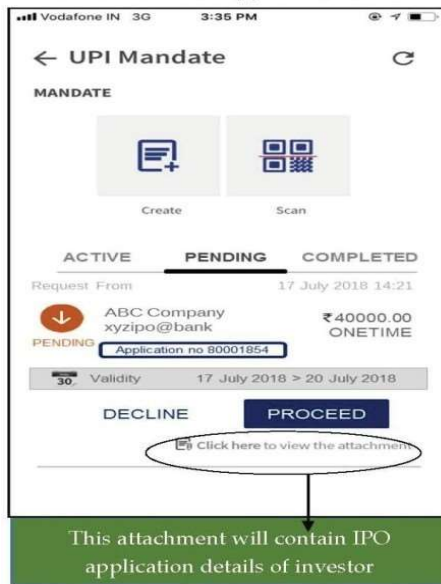 Vodafone IN 3G 3:35 PM
← UPI Mandate
MANDATE
Create Scan
ACTIVE PENDING COMPLETED
Request From 17 July 2018 14:21
ABC Company ₹40000.00
xyzipo@bank ONETIME
PENDING
Application no 80001854
30 Validity 17 July 2018 > 20 July 2018
DECLINE PROCEED
Click here to view the attachment
This attachment will contain IPO
application details of investor